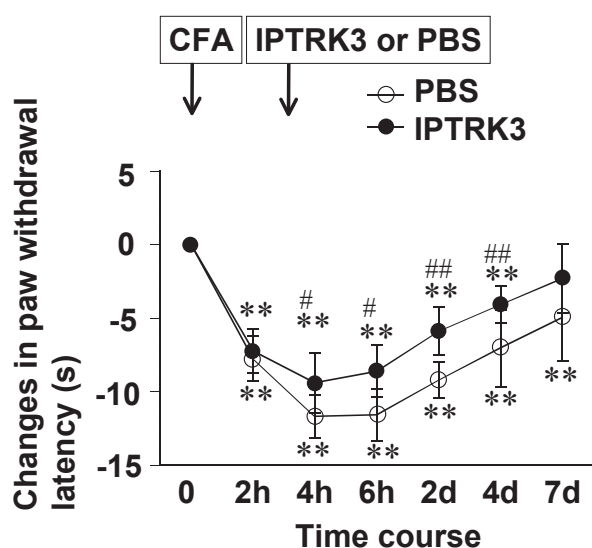 CFA IPTRK3 or PBS
PBS
IPTRK3
Changes in paw withdrawal
latency (s)
5
0
-5
-10
-15
# # ## ##
** ** ** ** **
** ** ** ** ** **
0 2h 4h 6h 2d 4d 7d
Time course